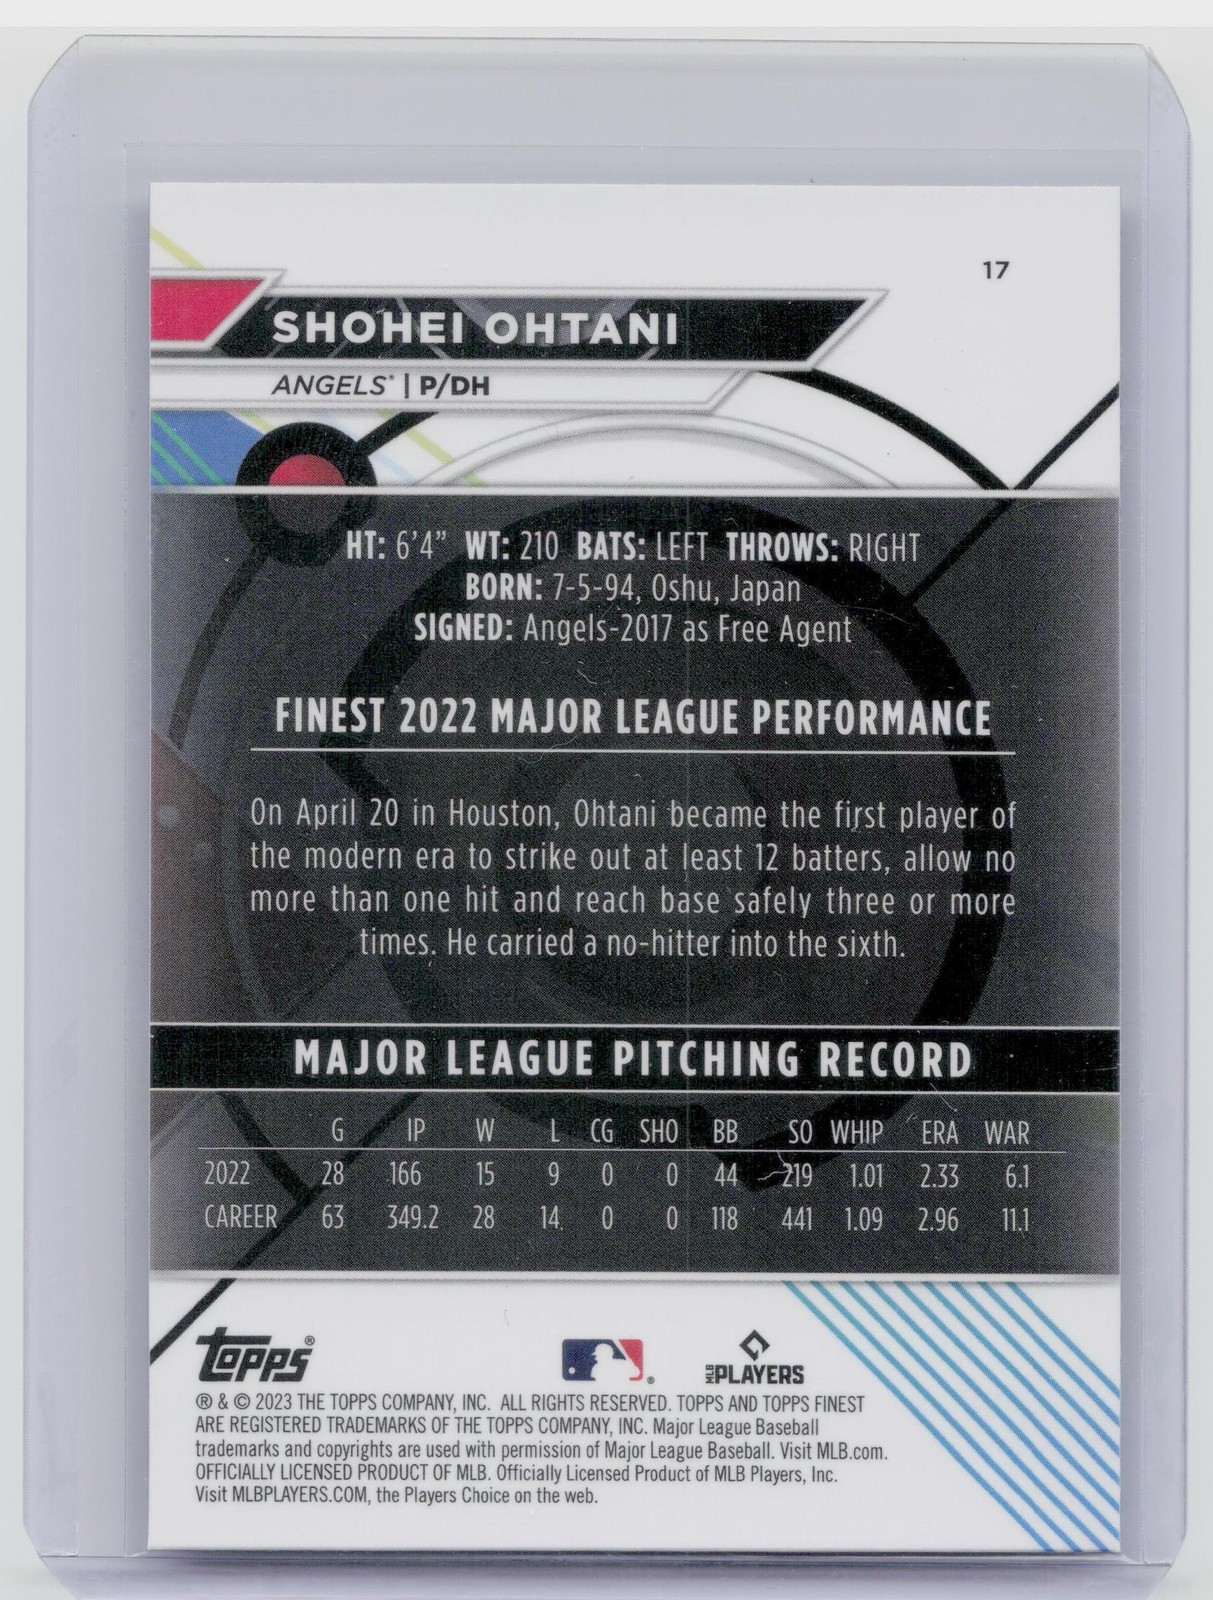 17
SHOHEI OHTANI
ANGELS® | P/DH
HT: 6'4" WT: 210 BATS: LEFT THROWS: RIGHT
BORN: 7-5-94, Oshu, Japan
SIGNED: Angels-2017 as Free Agent
FINEST 2022 MAJOR LEAGUE PERFORMANCE
On April 20 in Houston, Ohtani became the first player of
the modern era to strike out at least 12 batters, allow no
more than one hit and reach base safely three or more
times. He carried a no-hitter into the sixth.
MAJOR LEAGUE PITCHING RECORD
G IP W L CG SHO BB SO WHIP ERA WAR
2022 28 166 15 9 0 0 44 219 1.01 2.33 6.1
CAREER 63 349.2 28 14 0 0 118 441 1.09 2.96 11.1
Topps®
®
MLB PLAYERS
® & © 2023 THE TOPPS COMPANY, INC. ALL RIGHTS RESERVED. TOPPS AND TOPPS FINEST
ARE REGISTERED TRADEMARKS OF THE TOPPS COMPANY, INC. Major League Baseball
trademarks and copyrights are used with permission of Major League Baseball. Visit MLB.com.
OFFICIALLY LICENSED PRODUCT OF MLB. Officially Licensed Product of MLB Players, Inc.
Visit MLBPLAYERS.COM, the Players Choice on the web.